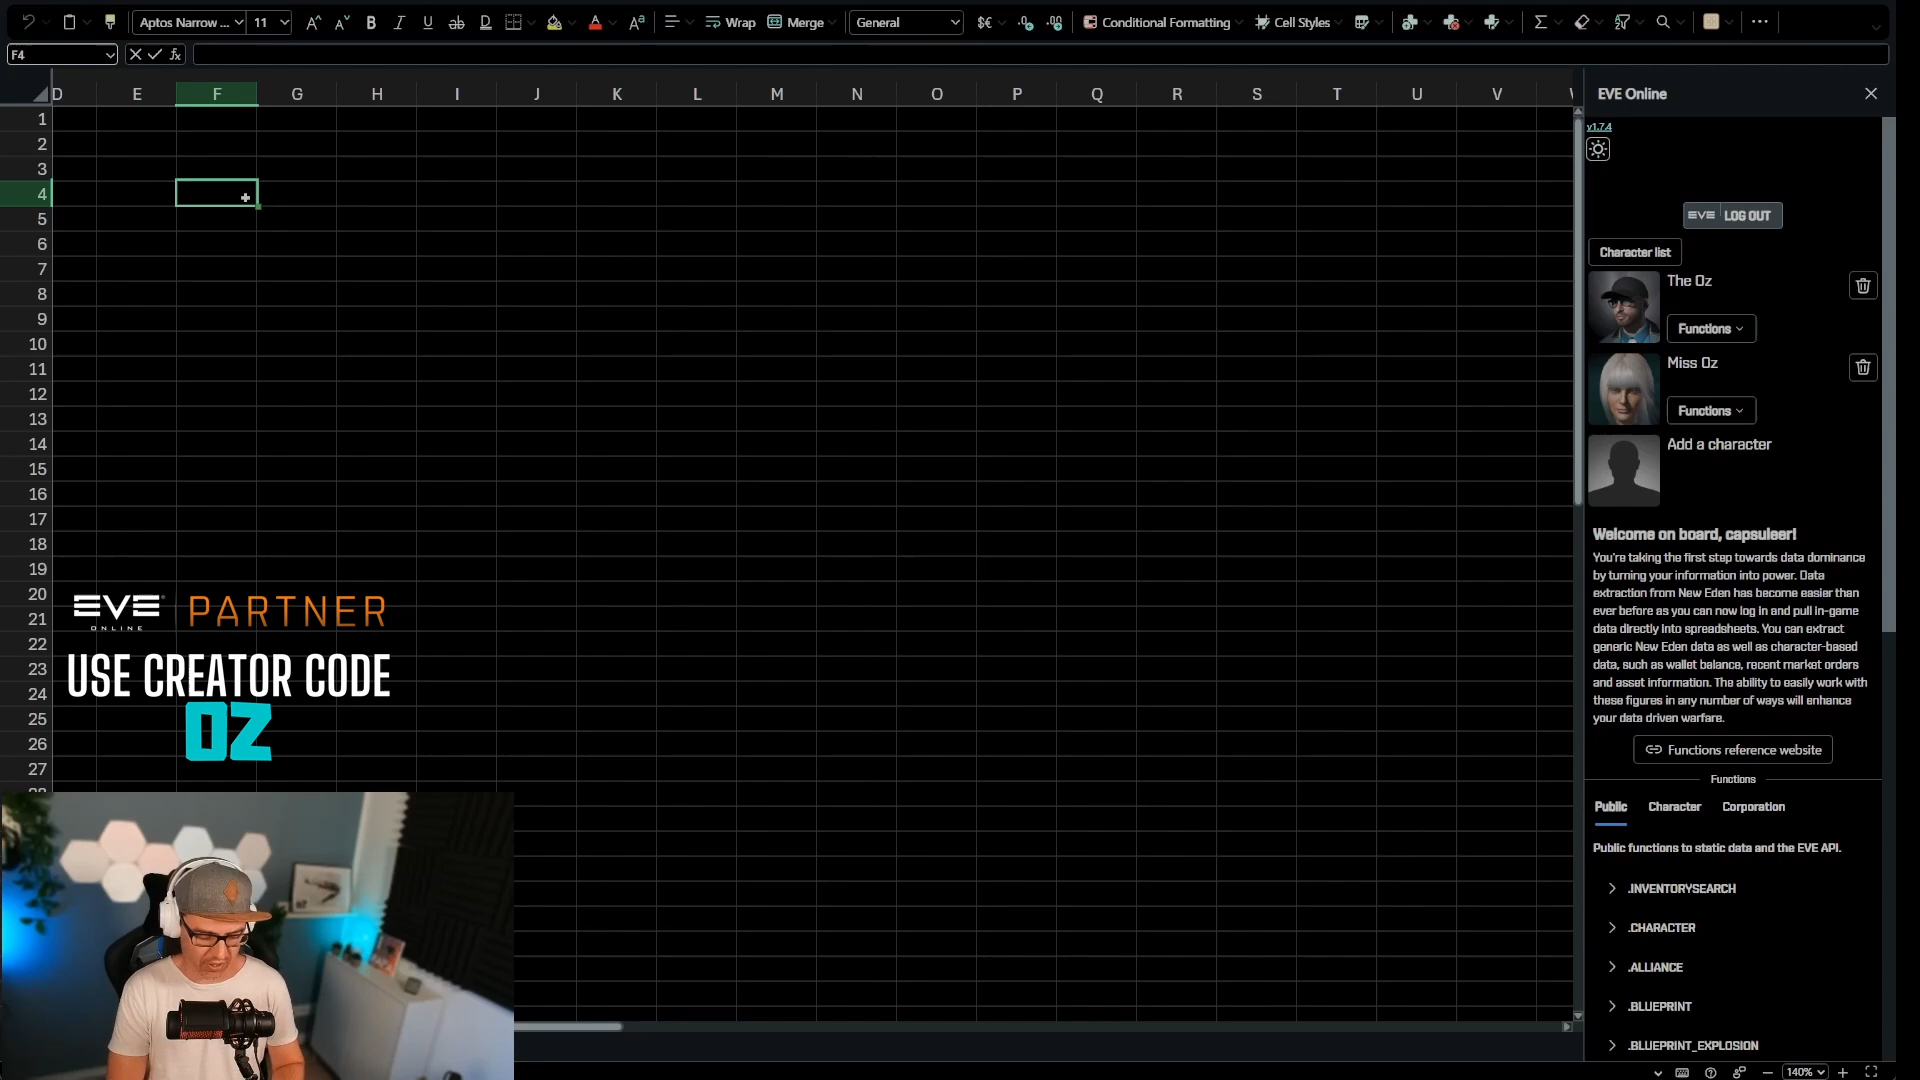 Aptos Narrow ...
11
Wrap
Merge
General
Conditional Formatting
Cell Styles
F4
D E F G H I J K L M N O P Q R S T U V
1
2
3
4
5
6
7
8
9
10
11
12
13
14
15
16
17
18
19
20
21
22
23
24
25
26
27
EVE ONLINE PARTNER
USE CREATOR CODE
OZ
EVE Online
v1.7.4
EVE LOG OUT
Character list
The Oz
Functions
Miss Oz
Functions
Add a character
Welcome on board, capsuleer!
You're taking the first step towards data dominance
by turning your information into power. Data
extraction from New Eden has become easier than
ever before as you can now log in and pull in-game
data directly into spreadsheets. You can extract
generic New Eden data as well as character-based
data, such as wallet balance, recent market orders
and asset information. The ability to easily work with
these figures in any number of ways will enhance
your data driven warfare.
Functions reference website
Functions
Public Character Corporation
Public functions to static data and the EVE API.
.INVENTORYSEARCH
.CHARACTER
.ALLIANCE
.BLUEPRINT
.BLUEPRINT_EXPLOSION
140%